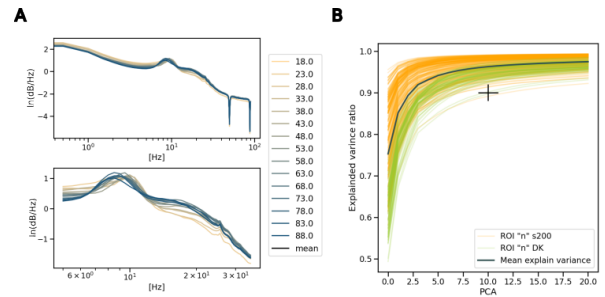 A
B
2
0
−2
−4
ln(dB/Hz)
10⁰
10¹
10²
[Hz]
1
0
−1
ln(dB/Hz)
6 × 10⁰
10¹
2 × 10¹
3 × 10¹
[Hz]
18.0
23.0
28.0
33.0
38.0
43.0
48.0
53.0
58.0
63.0
68.0
73.0
78.0
83.0
88.0
mean
1.0
0.9
0.8
0.7
0.6
0.5
Explainded varince ratio
0.0
2.5
5.0
7.5
10.0
12.5
15.0
17.5
20.0
PCA
ROI "n" s200
ROI "n" DK
Mean explain variance